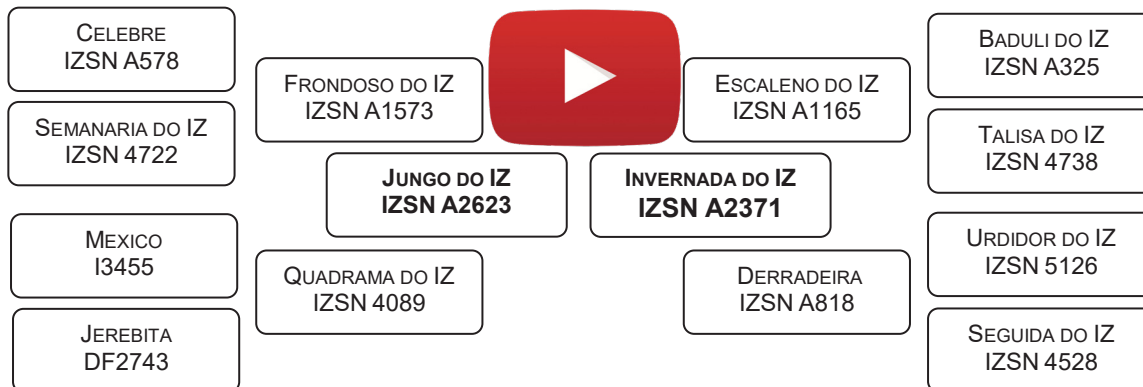 CELEBRE
IZSN A578
SEMANARIA DO IZ
IZSN 4722
MEXICO
I3455
JEREBITA
DF2743
FRONDOSO DO IZ
IZSN A1573
QUADRAMA DO IZ
IZSN 4089
JUNGO DO IZ
IZSN A2623
INVERNADA DO IZ
IZSN A2371
ESCALENO DO IZ
IZSN A1165
DERRADEIRA
IZSN A818
BADULI DO IZ
IZSN A325
TALISA DO IZ
IZSN 4738
URDIDOR DO IZ
IZSN 5126
SEGUIDA DO IZ
IZSN 4528